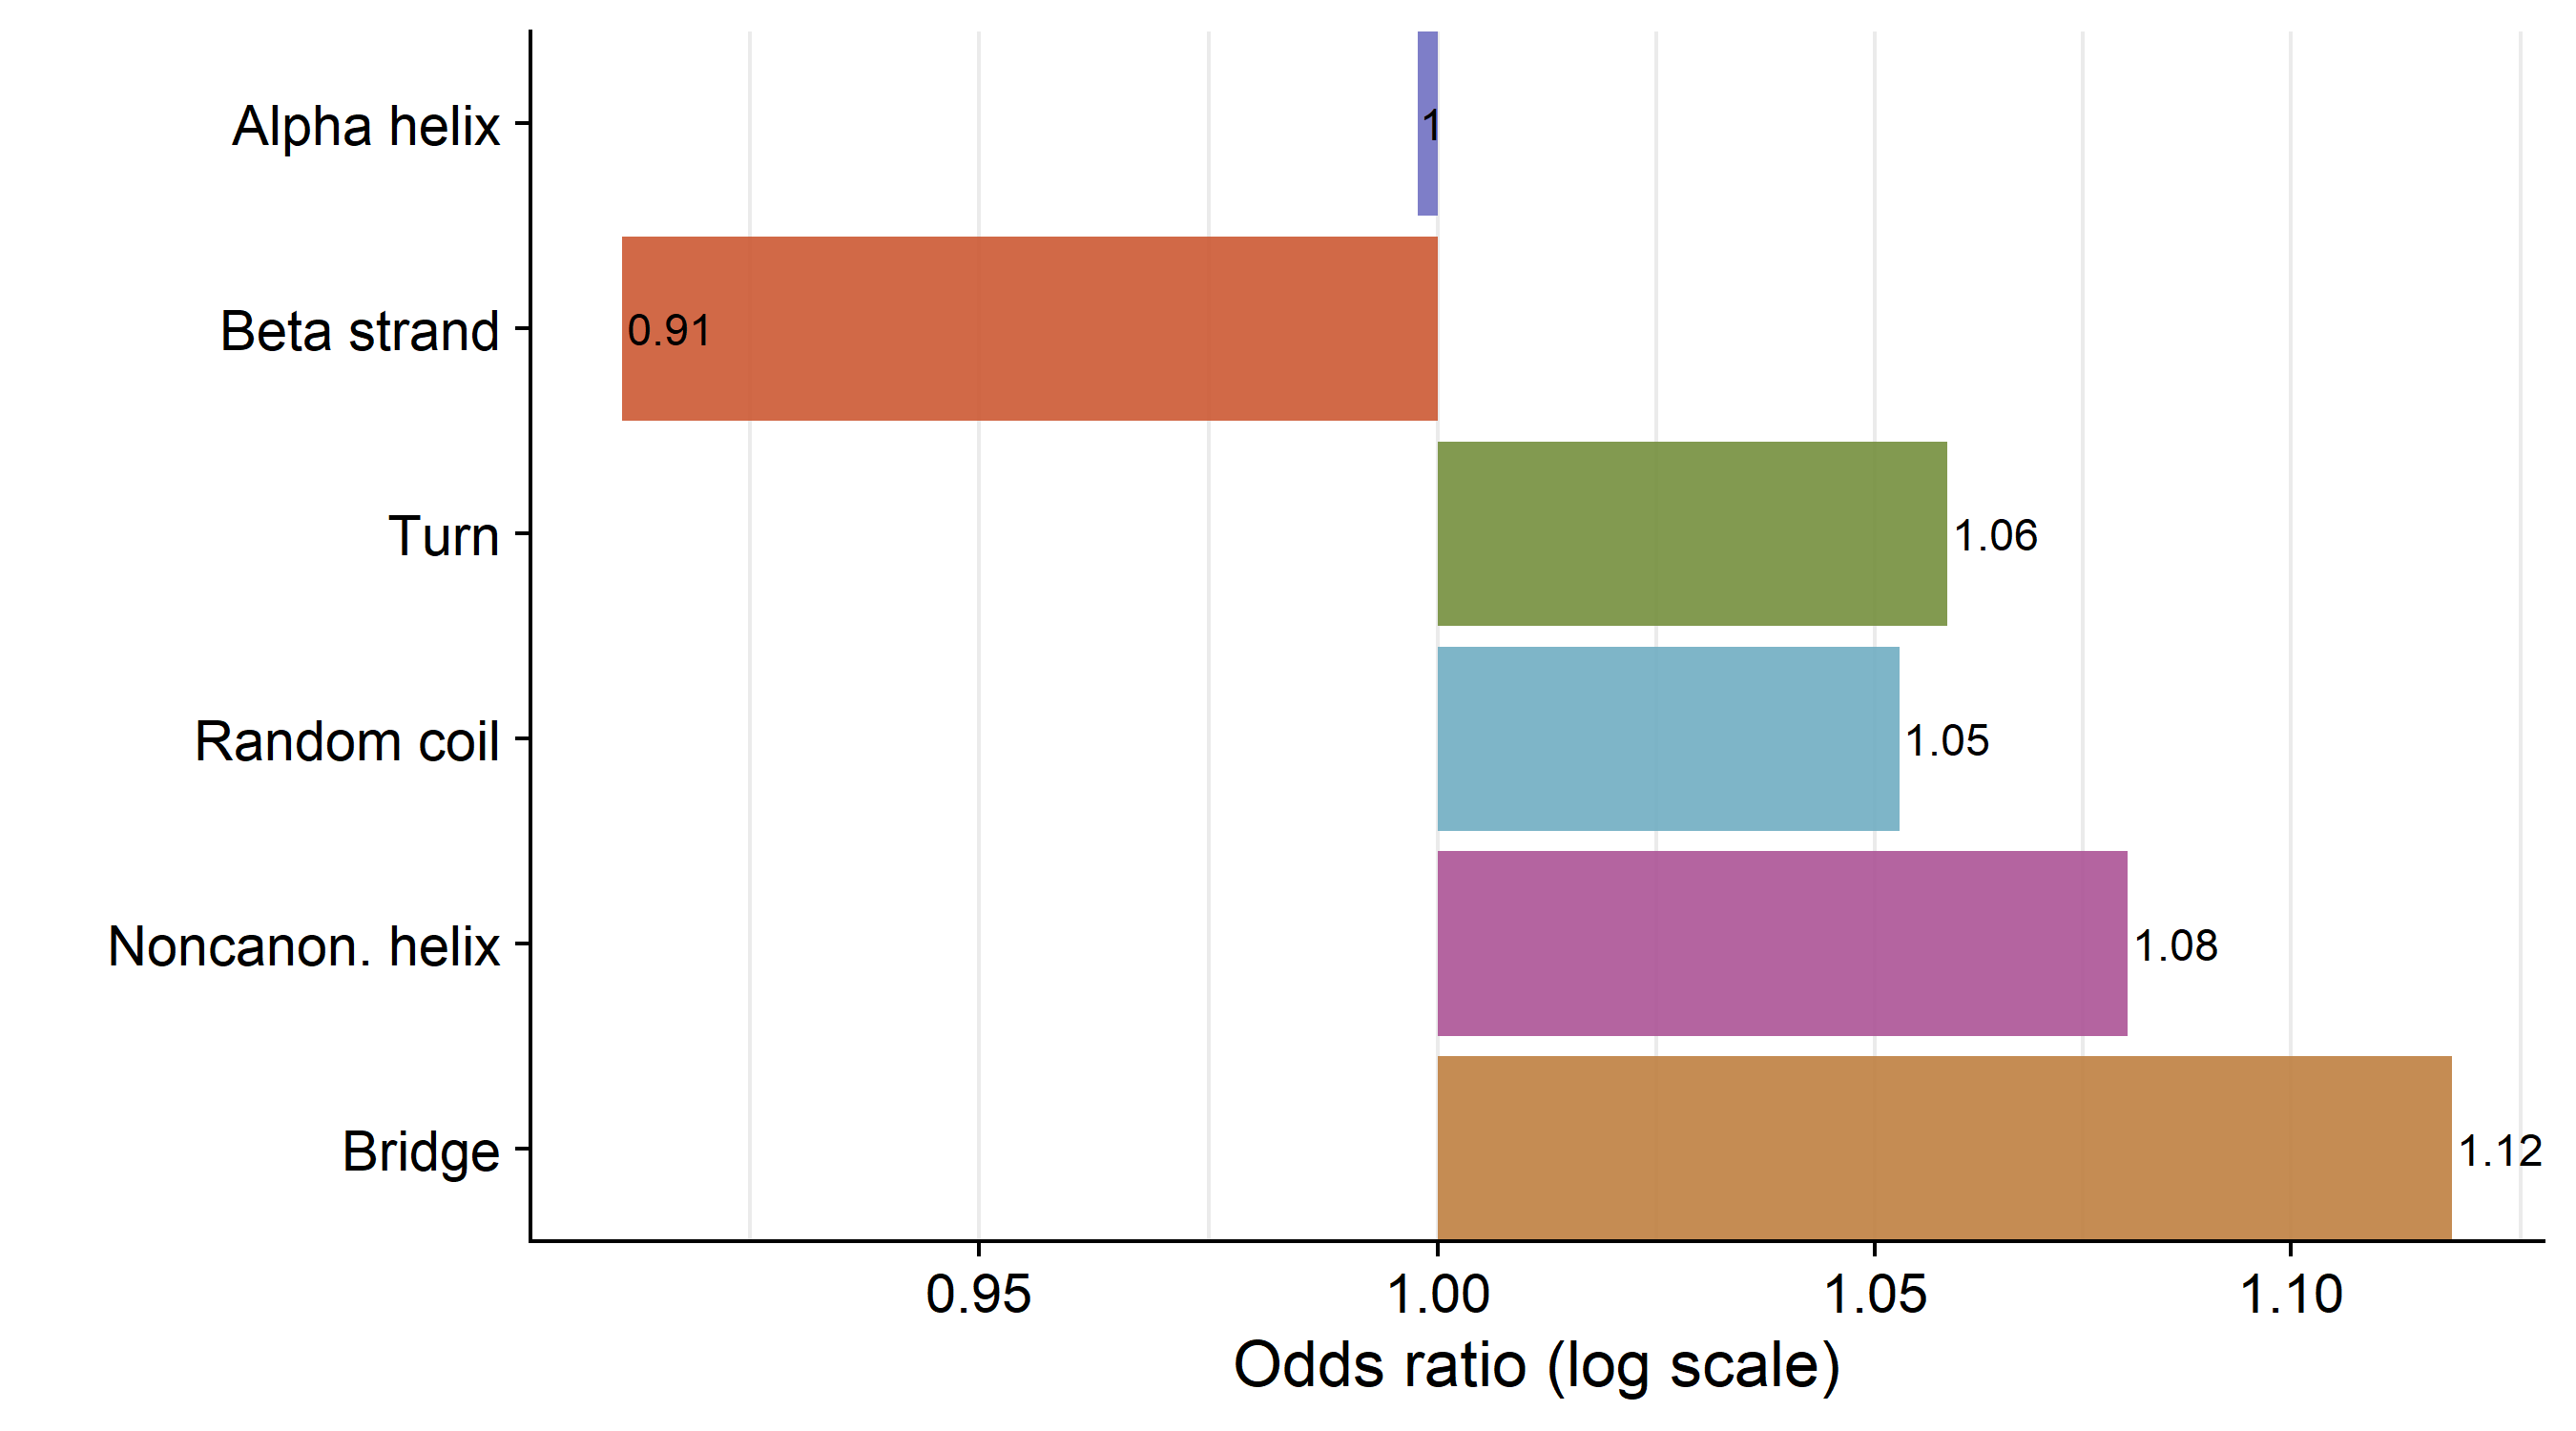 Alpha helix
1
Beta strand
0.91
Turn
1.06
Random coil
1.05
Noncanon. helix
1.08
Bridge
1.12
0.95 1.00 1.05 1.10
Odds ratio (log scale)